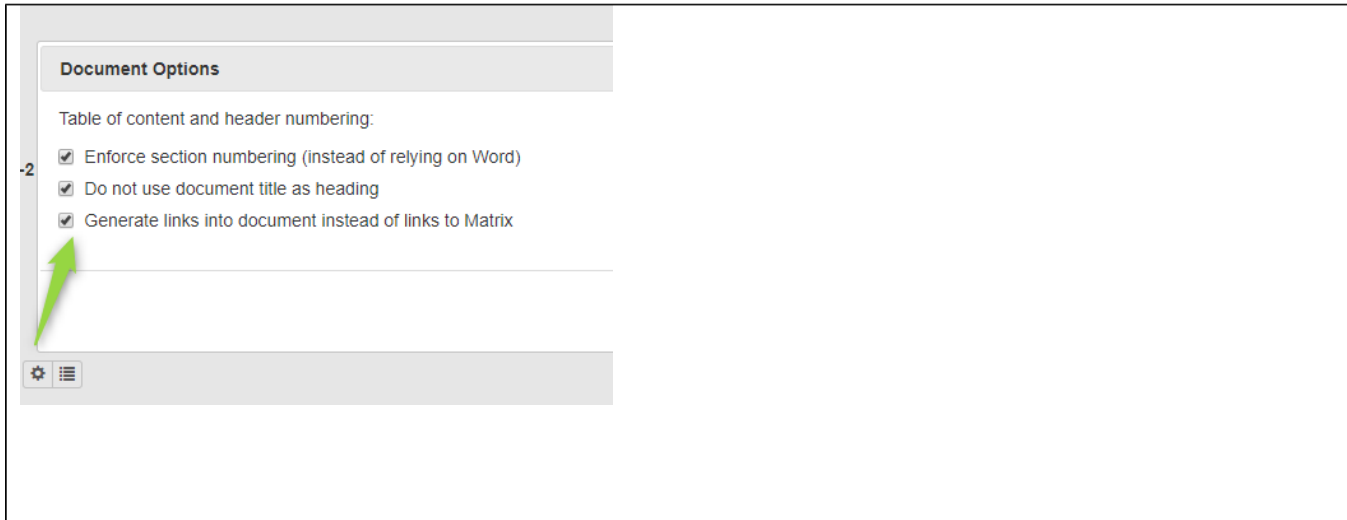 Document Options
Table of content and header numbering:
-2
Enforce section numbering (instead of relying on Word)
Do not use document title as heading
Generate links into document instead of links to Matrix